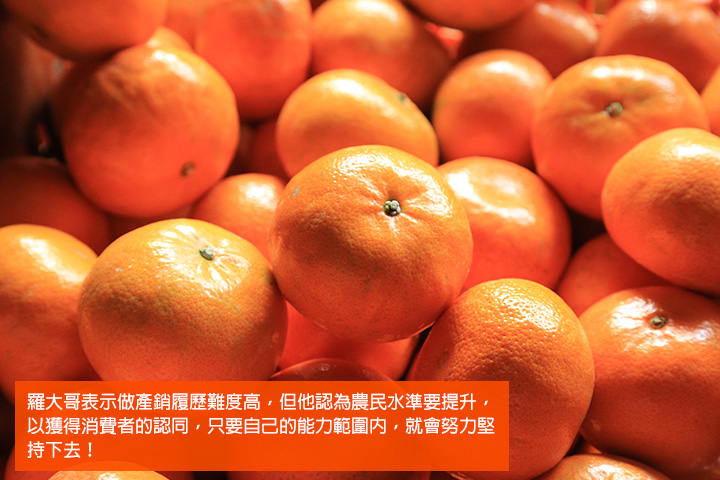 羅大哥表示做產銷履歷難度高，但他認為農民水準要提升，
以獲得消費者的認同，只要自己的能力範圍內，就會努力堅
持下去！